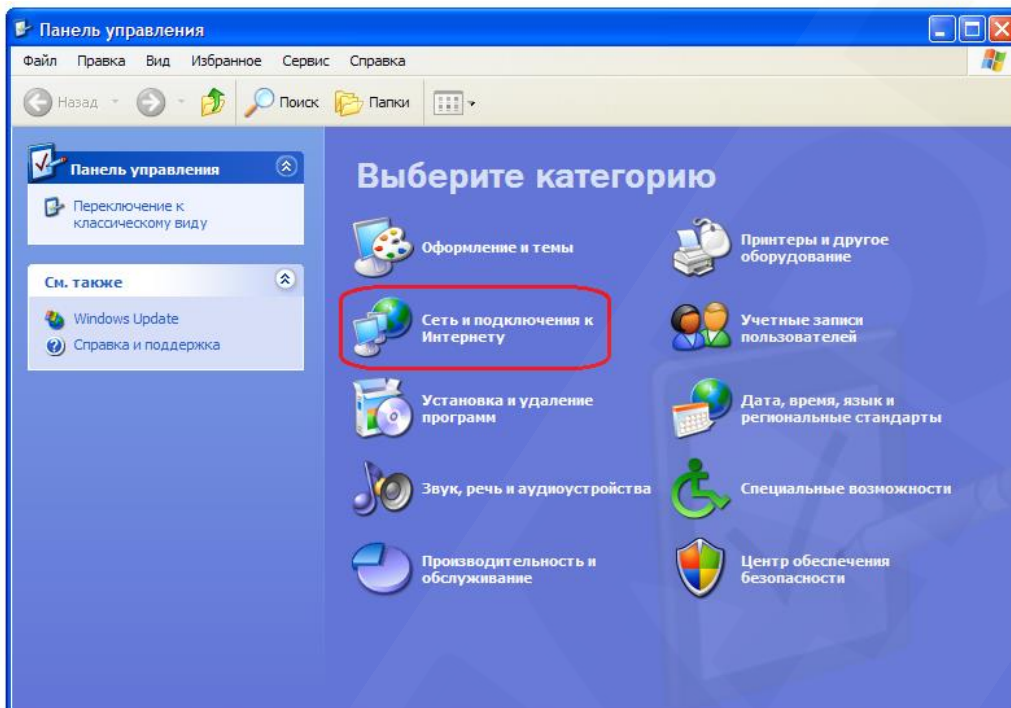 Панель управления
Файл Правка Вид Избранное Сервис Справка
Назад Поиск Папки
Панель управления
Переключение к
классическому виду
См. также
Windows Update
Справка и поддержка
Выберите категорию
Оформление и темы
Принтеры и другое
оборудование
Сеть и подключения к
Интернету
Учетные записи
пользователей
Установка и удаление
программ
Дата, время, язык и
региональные стандарты
Звук, речь и аудиоустройства
Специальные возможности
Производительность и
обслуживание
Центр обеспечения
безопасности